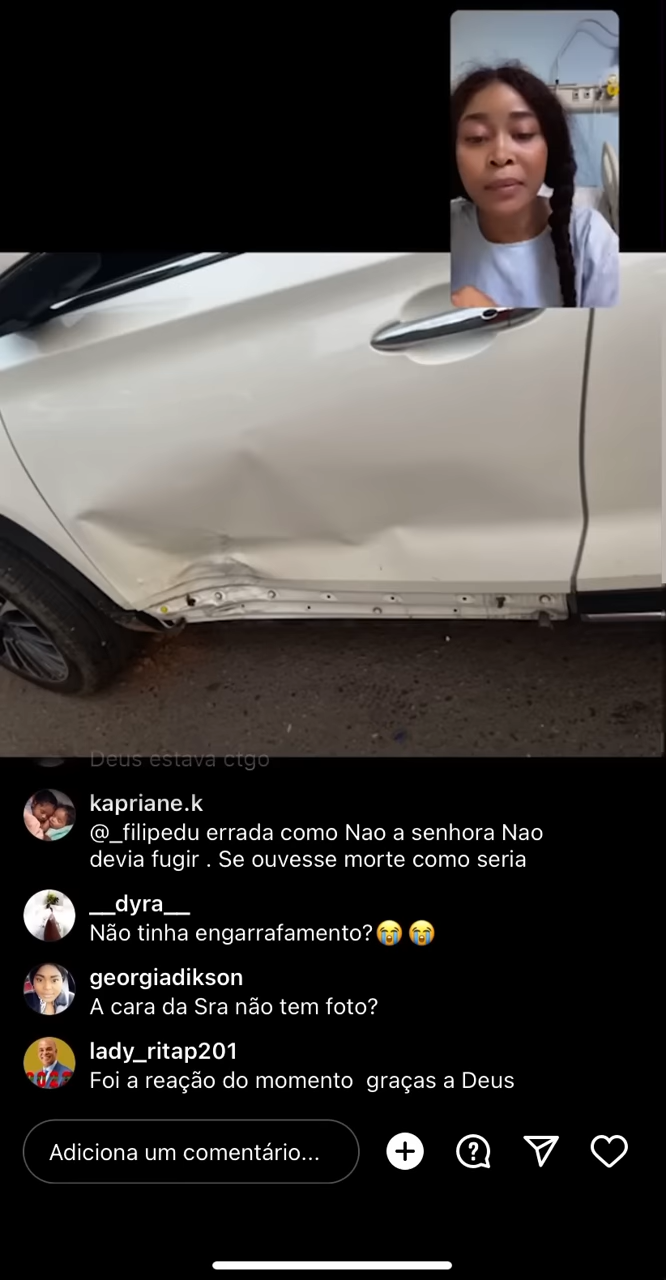 Deus estava ctgo
kapriane.k
@_filipedu errada como Nao a senhora Nao
devia fugir . Se ouvesse morte como seria
__dyra__
Não tinha engarrafamento?😭😭
georgiadikson
A cara da Sra não tem foto?
lady_ritap201
Foi a reação do momento  graças a Deus
Adiciona um comentário...